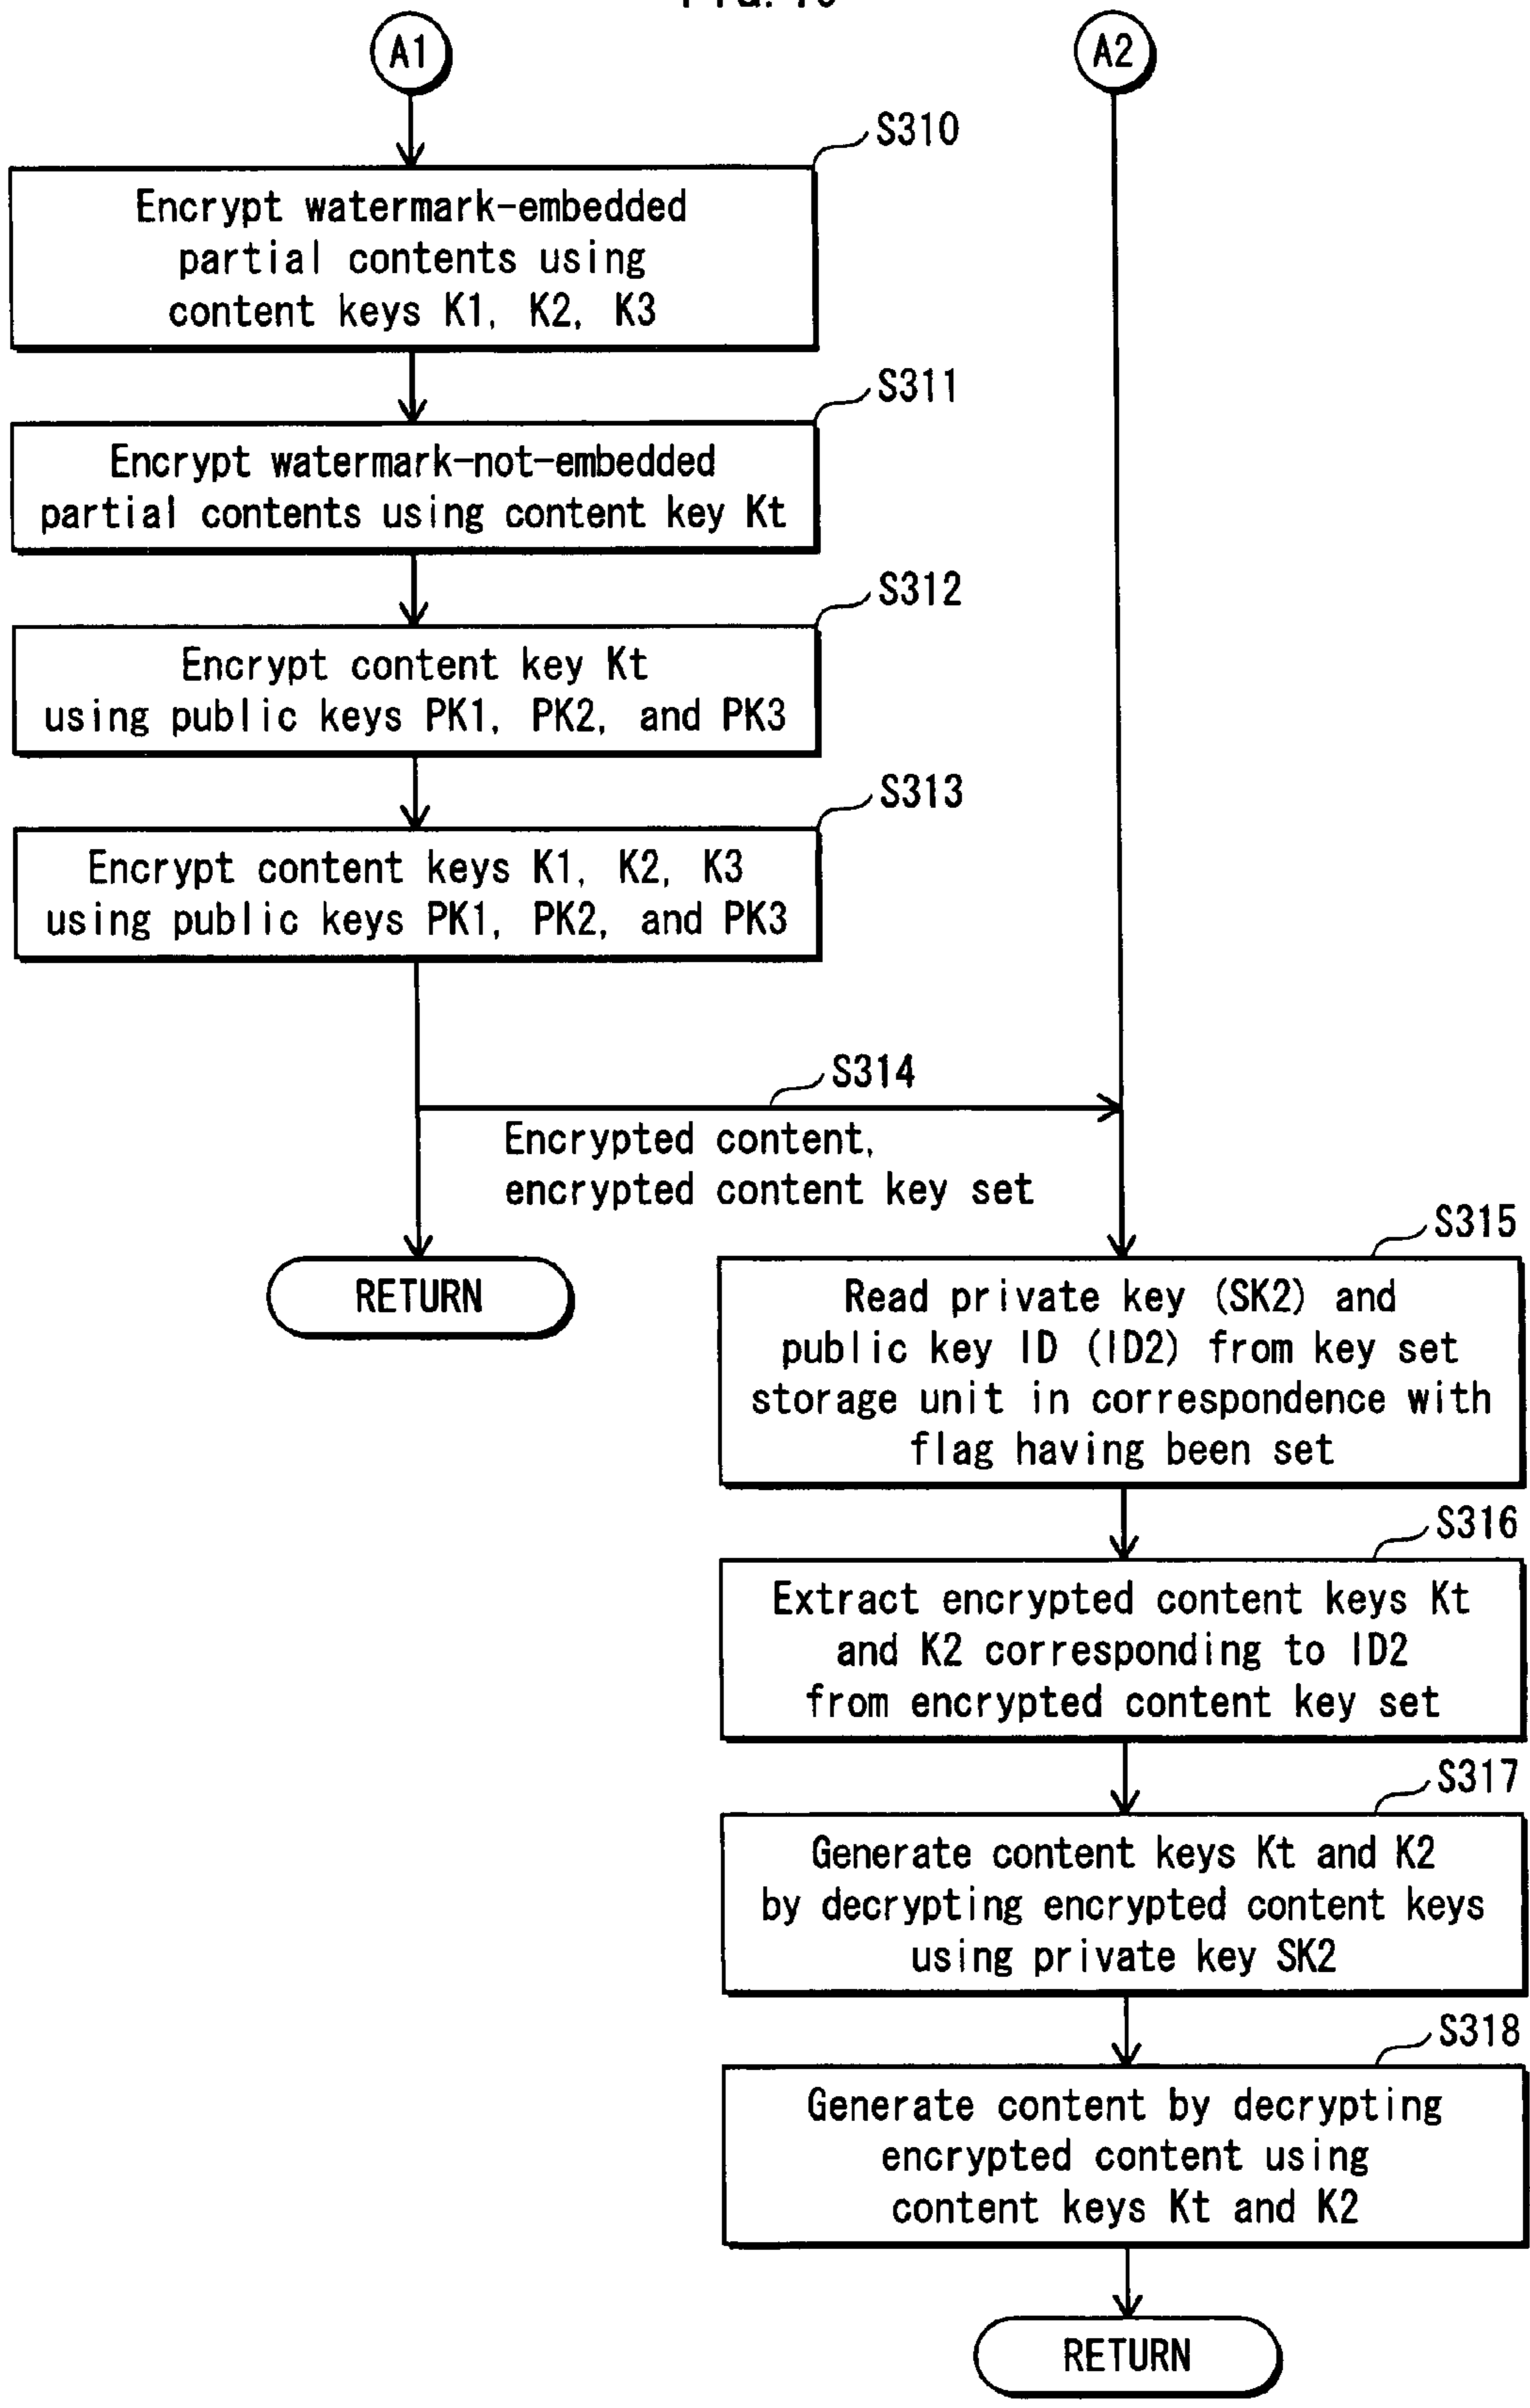 A1
A2
S310
Encrypt watermark-embedded
partial contents using
content keys K1, K2, K3
S311
Encrypt watermark-not-embedded
partial contents using content key Kt
S312
Encrypt content key Kt
using public keys PK1, PK2, and PK3
S313
Encrypt content keys K1, K2, K3
using public keys PK1, PK2, and PK3
S314
Encrypted content,
encrypted content key set
RETURN
S315
Read private key (SK2) and
public key ID (ID2) from key set
storage unit in correspondence with
flag having been set
S316
Extract encrypted content keys Kt
and K2 corresponding to ID2
from encrypted content key set
S317
Generate content keys Kt and K2
by decrypting encrypted content keys
using private key SK2
S318
Generate content by decrypting
encrypted content using
content keys Kt and K2
RETURN